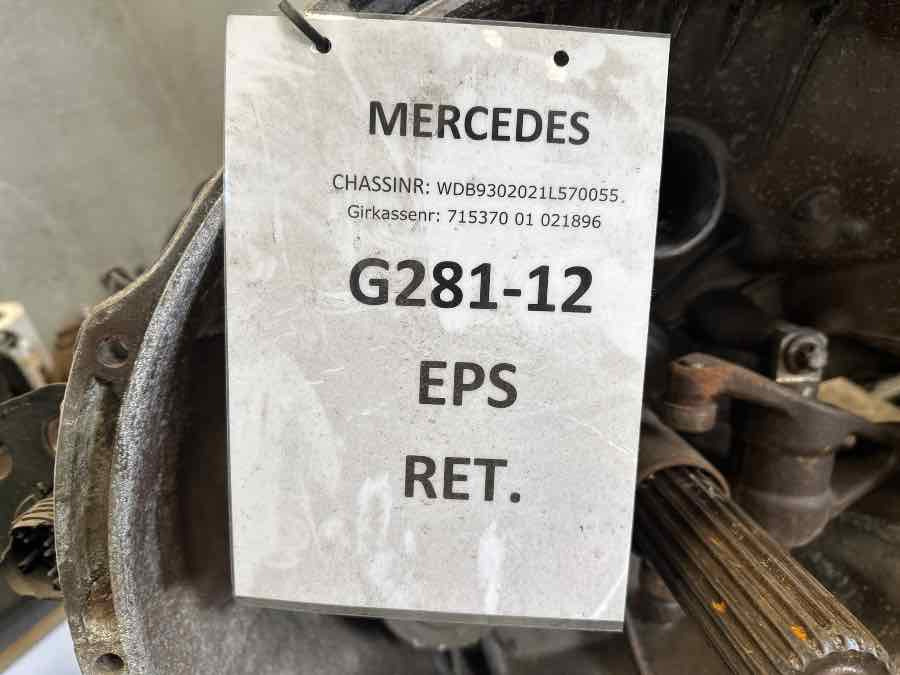 MERCEDES
CHASSINR: WDB9302021L570055
Girkassenr: 715370 01 021896
G281-12
EPS
RET.